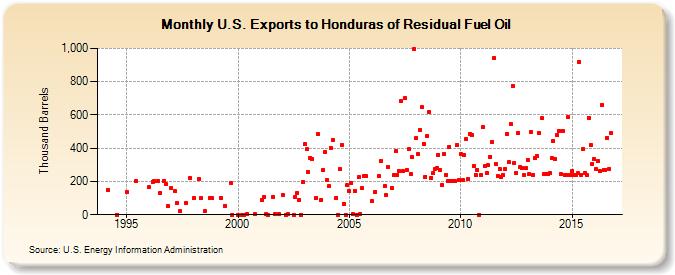 Monthly U.S. Exports to Honduras of Residual Fuel Oil
Thousand Barrels
1,000
800
600
400
200
0
1995 2000 2005 2010 2015
Source: U.S. Energy Information Administration